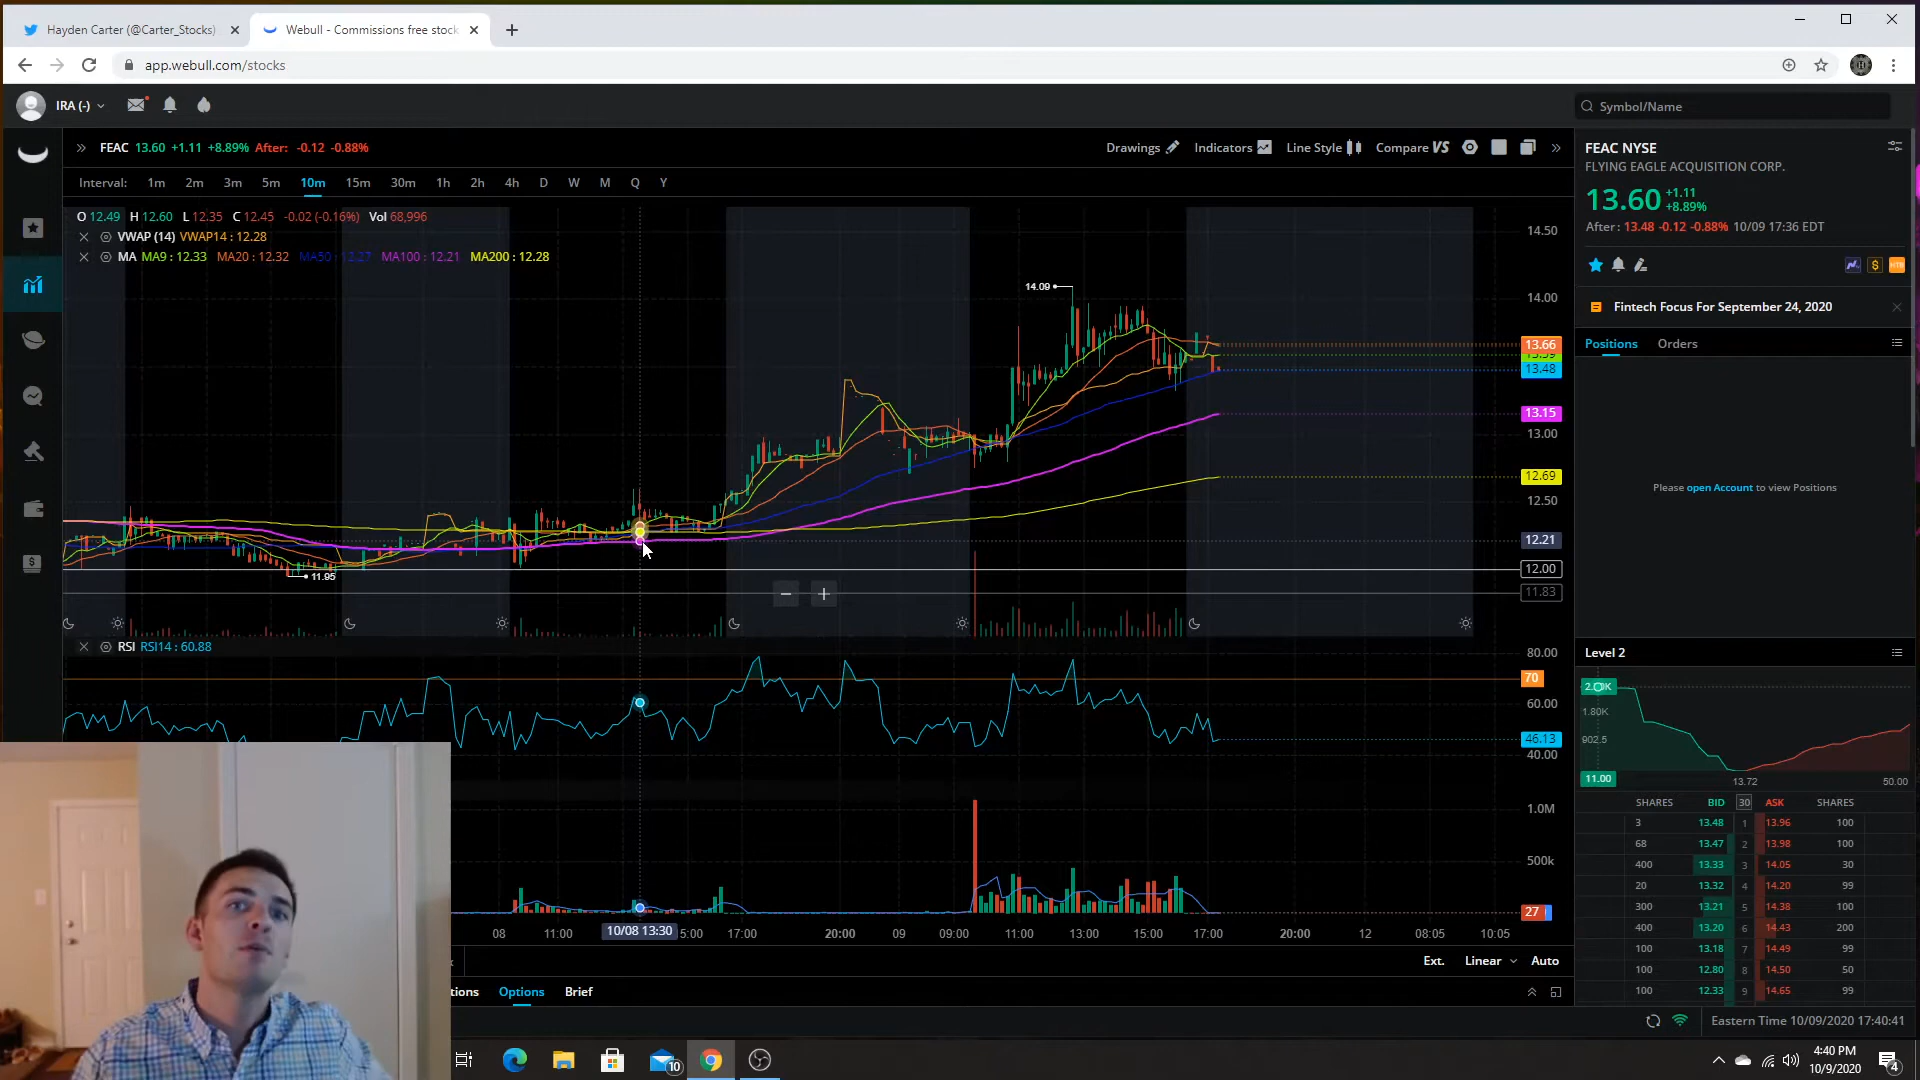 Hayden Carter (@Carter_Stocks)
Webull - Commissions free stock
app.webull.com/stocks
IRA (-)
Symbol/Name
FEAC 13.60 +1.11 +8.89% After: -0.12 -0.88%
Drawings Indicators Line Style Compare VS
Interval: 1m 2m 3m 5m 10m 15m 30m 1h 2h 4h D W M Q Y
O 12.49 H 12.60 L 12.35 C 12.45 -0.02 (-0.16%) Vol 68,996
VWAP (14) VWAP14 : 12.28
MA MA9 : 12.33 MA20 : 12.32 MA50 : 12.27 MA100 : 12.21 MA200 : 12.28
14.50
14.09
14.00
13.66
13.48
13.15
13.00
12.69
12.50
12.21
12.00
11.95
11.83
RSI RSI14 : 60.88
80.00
70
60.00
46.13
40.00
1.0M
500k
27
08 11:00 10/08 13:30 5:00 17:00 20:00 09 09:00 11:00 13:00 15:00 17:00 20:00 12 08:05 10:05
Ext. Linear Auto
tions Options Brief
FEAC NYSE
FLYING EAGLE ACQUISITION CORP.
13.60 +1.11
+8.89%
After : 13.48 -0.12 -0.88% 10/09 17:36 EDT
Fintech Focus For September 24, 2020
Positions Orders
Please open Account to view Positions
Level 2
1.80K
902.5
11.00
13.72 50.00
SHARES BID 30 ASK SHARES
3 13.48 1 13.96 100
68 13.47 2 13.98 100
400 13.33 3 14.05 30
20 13.32 4 14.20 99
300 13.21 5 14.38 100
400 13.20 6 14.43 200
100 13.18 7 14.49 99
100 12.80 8 14.50 50
100 12.33 9 14.65 99
Eastern Time 10/09/2020 17:40:41
10
4:40 PM
10/9/2020
4